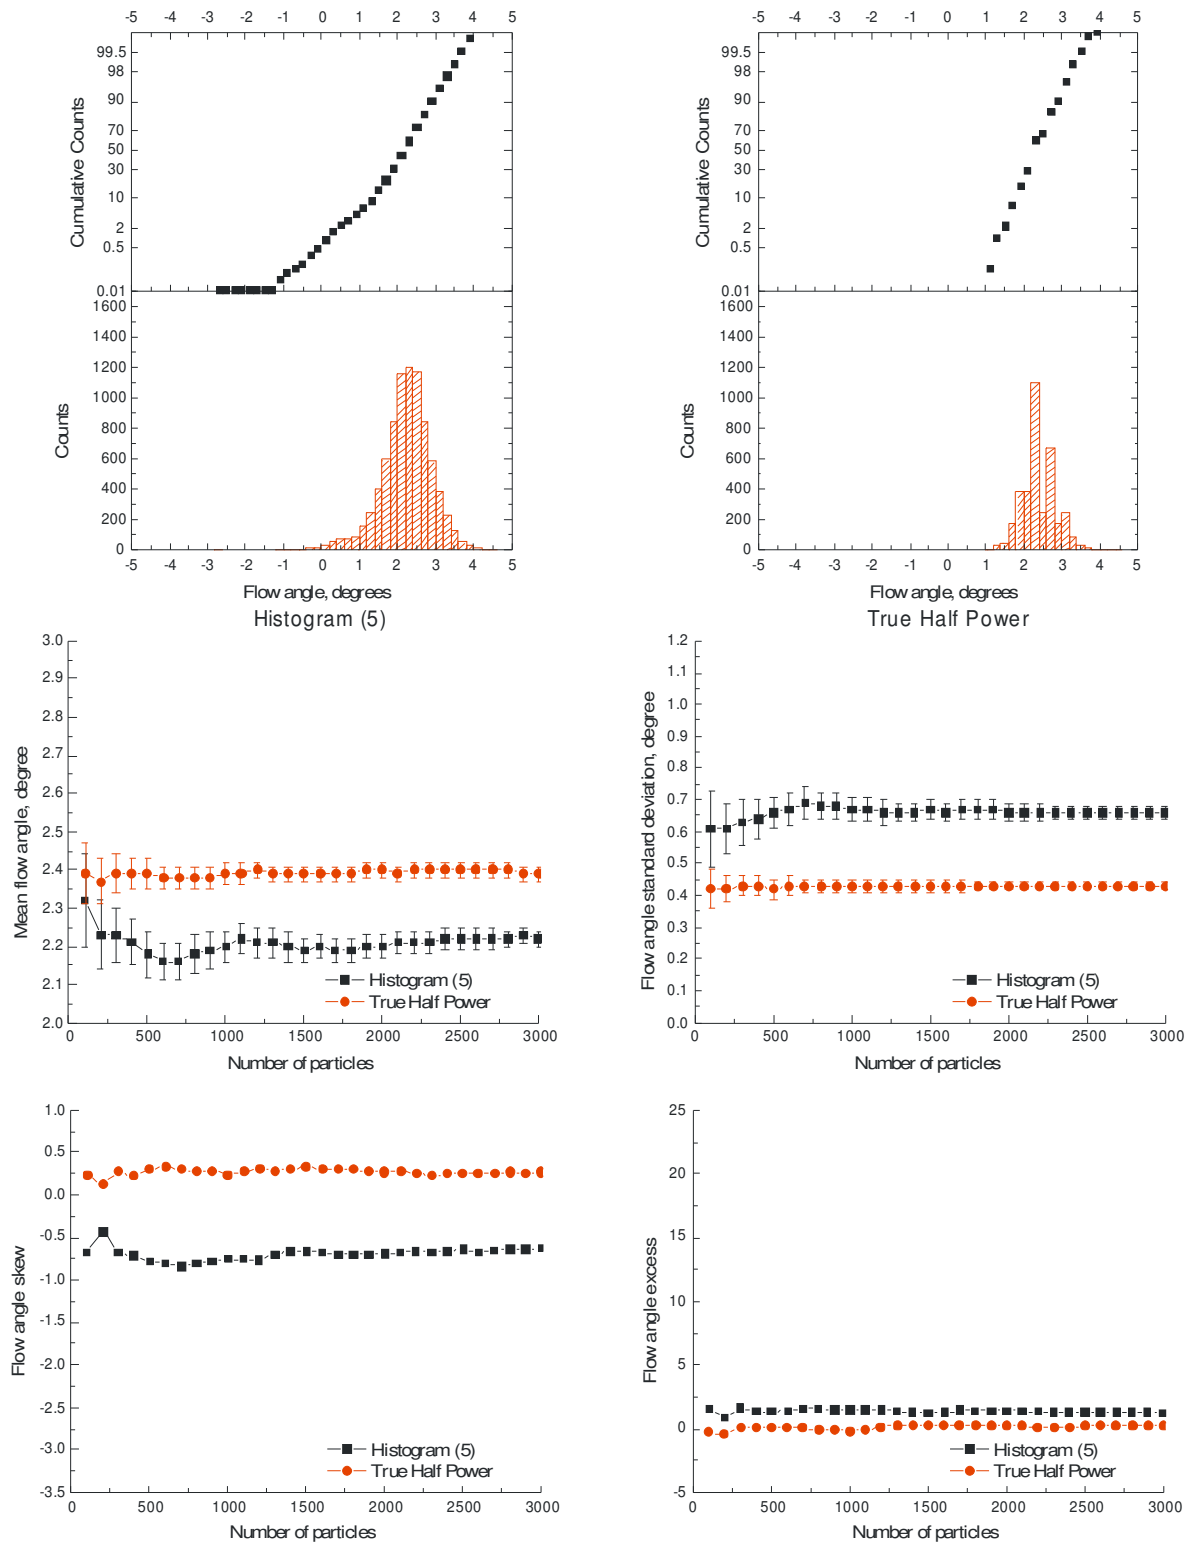 -5 -4 -3 -2 -1 0 1 2 3 4 5
99.5
98
90
70
50
30
10
2
0.5
0.01
Cumulative Counts
1600
1400
1200
1000
800
600
400
200
0
Counts
-5 -4 -3 -2 -1 0 1 2 3 4 5
Flow angle, degrees
Histogram (5)
-5 -4 -3 -2 -1 0 1 2 3 4 5
99.5
98
90
70
50
30
10
2
0.5
0.01
Cumulative Counts
1600
1400
1200
1000
800
600
400
200
0
Counts
-5 -4 -3 -2 -1 0 1 2 3 4 5
Flow angle, degrees
True Half Power
3.0
2.9
2.8
2.7
2.6
2.5
2.4
2.3
2.2
2.1
2.0
Mean flow angle, degree
Histogram (5)
True Half Power
0 500 1000 1500 2000 2500 3000
Number of particles
1.2
1.1
1.0
0.9
0.8
0.7
0.6
0.5
0.4
0.3
0.2
0.1
0.0
Flow angle standard deviation, degree
Histogram (5)
True Half Power
0 500 1000 1500 2000 2500 3000
Number of particles
1.0
0.5
0.0
-0.5
-1.0
-1.5
-2.0
-2.5
-3.0
-3.5
Flow angle skew
Histogram (5)
True Half Power
0 500 1000 1500 2000 2500 3000
Number of particles
25
20
15
10
5
0
-5
Flow angle excess
Histogram (5)
True Half Power
0 500 1000 1500 2000 2500 3000
Number of particles